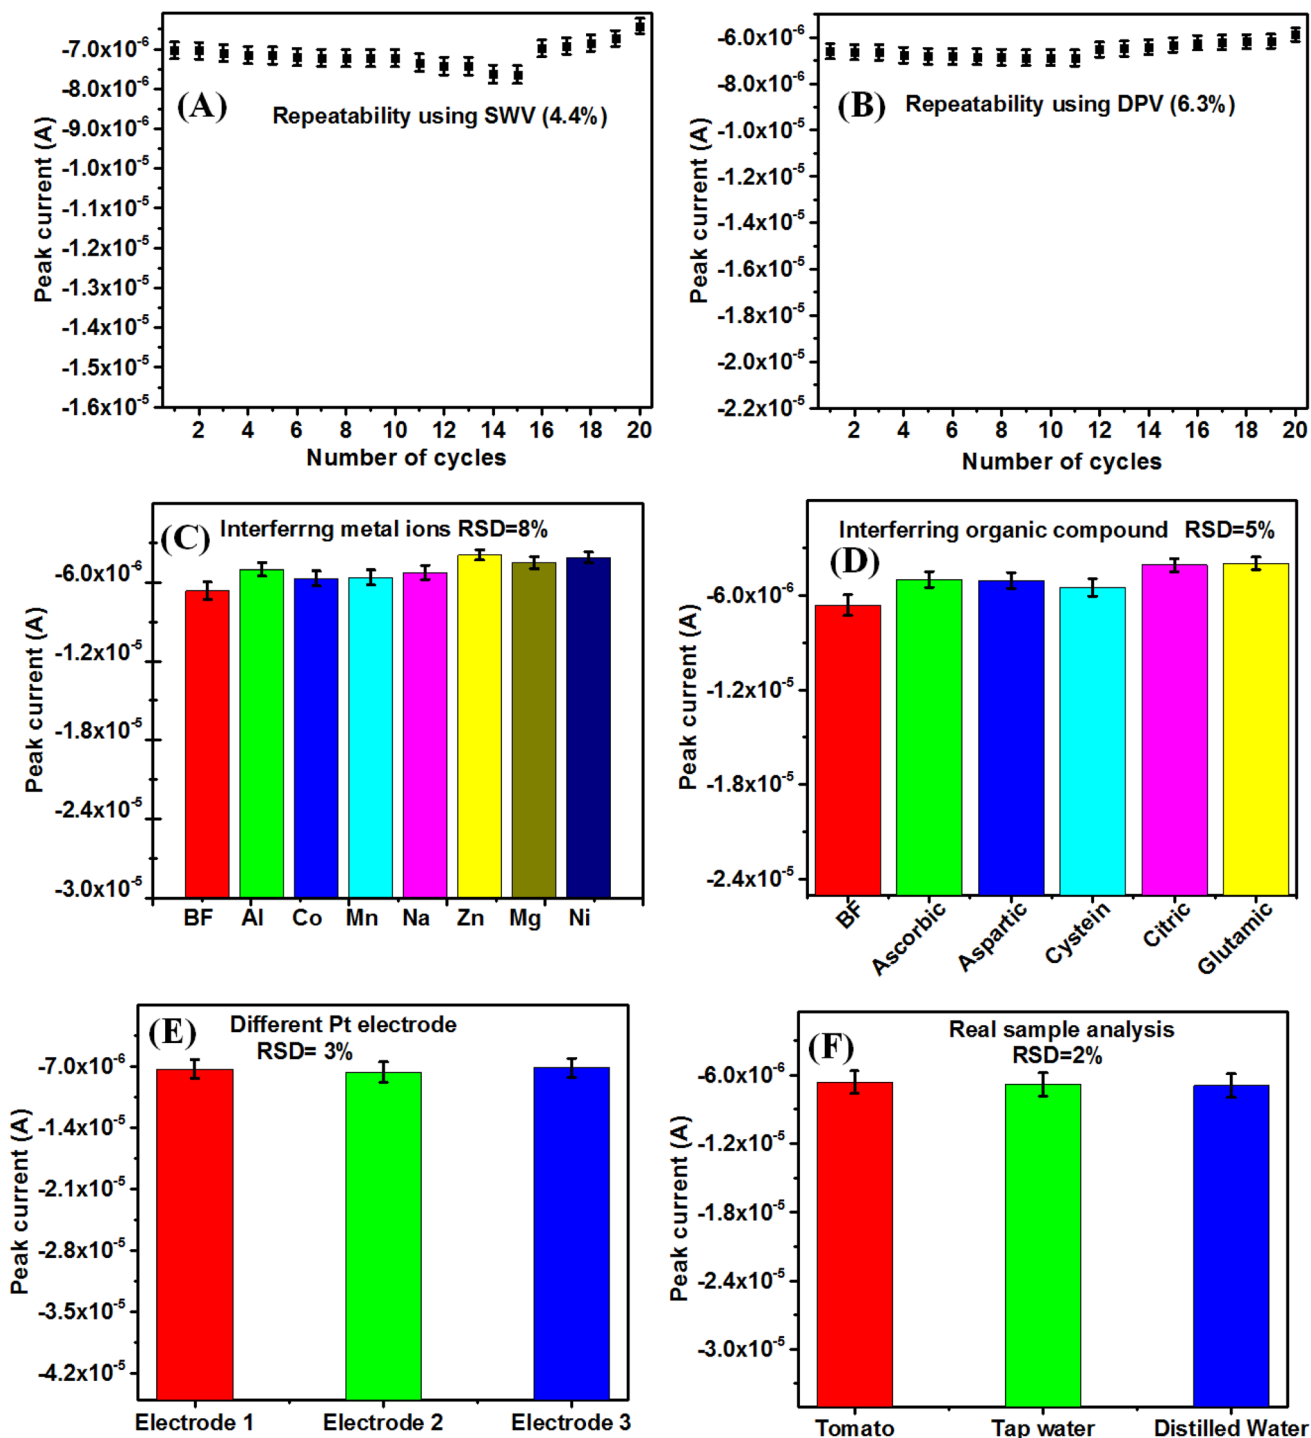 -7.0x10⁻⁶
-8.0x10⁻⁶
-9.0x10⁻⁶
-1.0x10⁻⁵
-1.1x10⁻⁵
-1.2x10⁻⁵
-1.3x10⁻⁵
-1.4x10⁻⁵
-1.5x10⁻⁵
-1.6x10⁻⁵
Peak current (A)
(A)
Repeatability using SWV (4.4%)
2 4 6 8 10 12 14 16 18 20
Number of cycles
-6.0x10⁻⁶
-8.0x10⁻⁶
-1.0x10⁻⁵
-1.2x10⁻⁵
-1.4x10⁻⁵
-1.6x10⁻⁵
-1.8x10⁻⁵
-2.0x10⁻⁵
-2.2x10⁻⁵
Peak current (A)
(B)
Repeatability using DPV (6.3%)
2 4 6 8 10 12 14 16 18 20
Number of cycles
(C)
Interferrng metal ions RSD=8%
-6.0x10⁻⁶
-1.2x10⁻⁵
-1.8x10⁻⁵
-2.4x10⁻⁵
-3.0x10⁻⁵
Peak current (A)
BF Al Co Mn Na Zn Mg Ni
(D)
Interferring organic compound RSD=5%
-6.0x10⁻⁶
-1.2x10⁻⁵
-1.8x10⁻⁵
-2.4x10⁻⁵
Peak current (A)
BF
Ascorbic
Aspartic
Cystein
Citric
Glutamic
(E)
Different Pt electrode
RSD= 3%
-7.0x10⁻⁶
-1.4x10⁻⁵
-2.1x10⁻⁵
-2.8x10⁻⁵
-3.5x10⁻⁵
-4.2x10⁻⁵
Peak current (A)
Electrode 1 Electrode 2 Electrode 3
(F)
Real sample analysis
RSD=2%
-6.0x10⁻⁶
-1.2x10⁻⁵
-1.8x10⁻⁵
-2.4x10⁻⁵
-3.0x10⁻⁵
Peak current (A)
Tomato Tap water Distilled Water